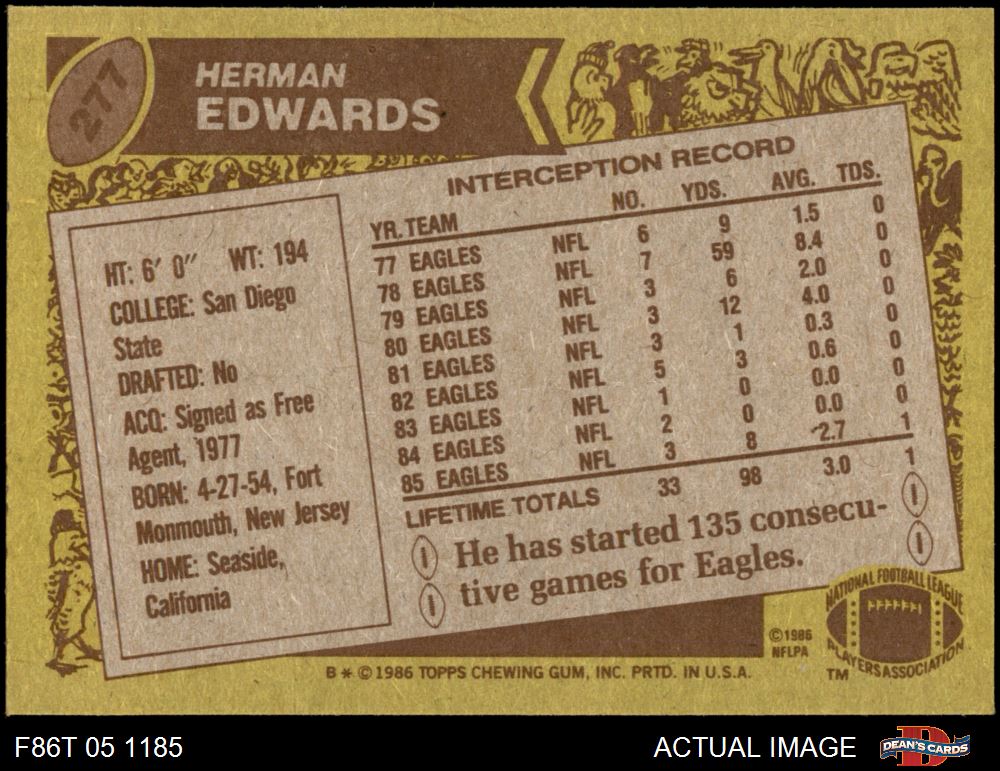 277
HERMAN
EDWARDS
HT: 6' 0" WT: 194
COLLEGE: San Diego
State
DRAFTED: No
ACQ: Signed as Free
Agent, 1977
BORN: 4-27-54, Fort
Monmouth, New Jersey
HOME: Seaside,
California
INTERCEPTION RECORD
YR. TEAM NO. YDS. AVG. TDS.
77 EAGLES NFL 6 9 1.5 0
78 EAGLES NFL 7 59 8.4 0
79 EAGLES NFL 3 6 2.0 0
80 EAGLES NFL 3 12 4.0 0
81 EAGLES NFL 3 1 0.3 0
82 EAGLES NFL 5 3 0.6 0
83 EAGLES NFL 1 0 0.0 0
84 EAGLES NFL 2 0 0.0 0
85 EAGLES NFL 3 8 2.7 1
LIFETIME TOTALS 33 98 3.0 1
He has started 135 consecu-
tive games for Eagles.
©1986
NFLPA
NATIONAL FOOTBALL LEAGUE
PLAYERS ASSOCIATION
TM
B * © 1986 TOPPS CHEWING GUM, INC. PRTD. IN U.S.A.
F86T 05 1185 ACTUAL IMAGE DEAN'S CARDS